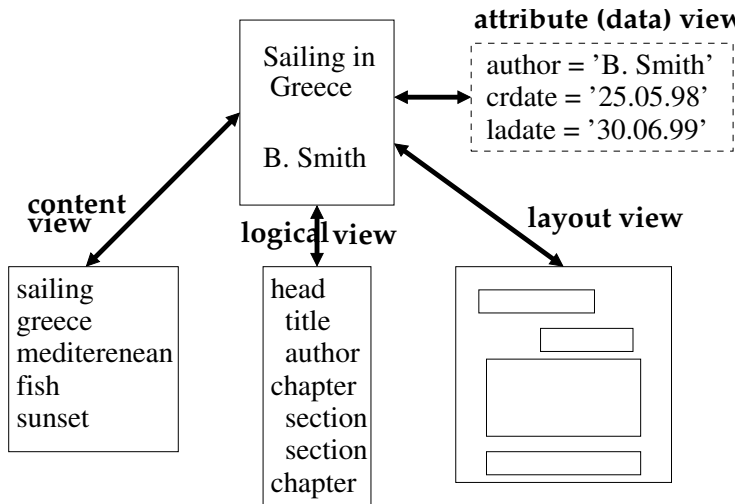 attribute (data) view
Sailing in
Greece
B. Smith
author = ’B. Smith’
crdate = ’25.05.98’
ladate = ’30.06.99’
content
view
logical view
layout view
sailing
greece
mediterenean
fish
sunset
head
title
author
chapter
section
section
chapter